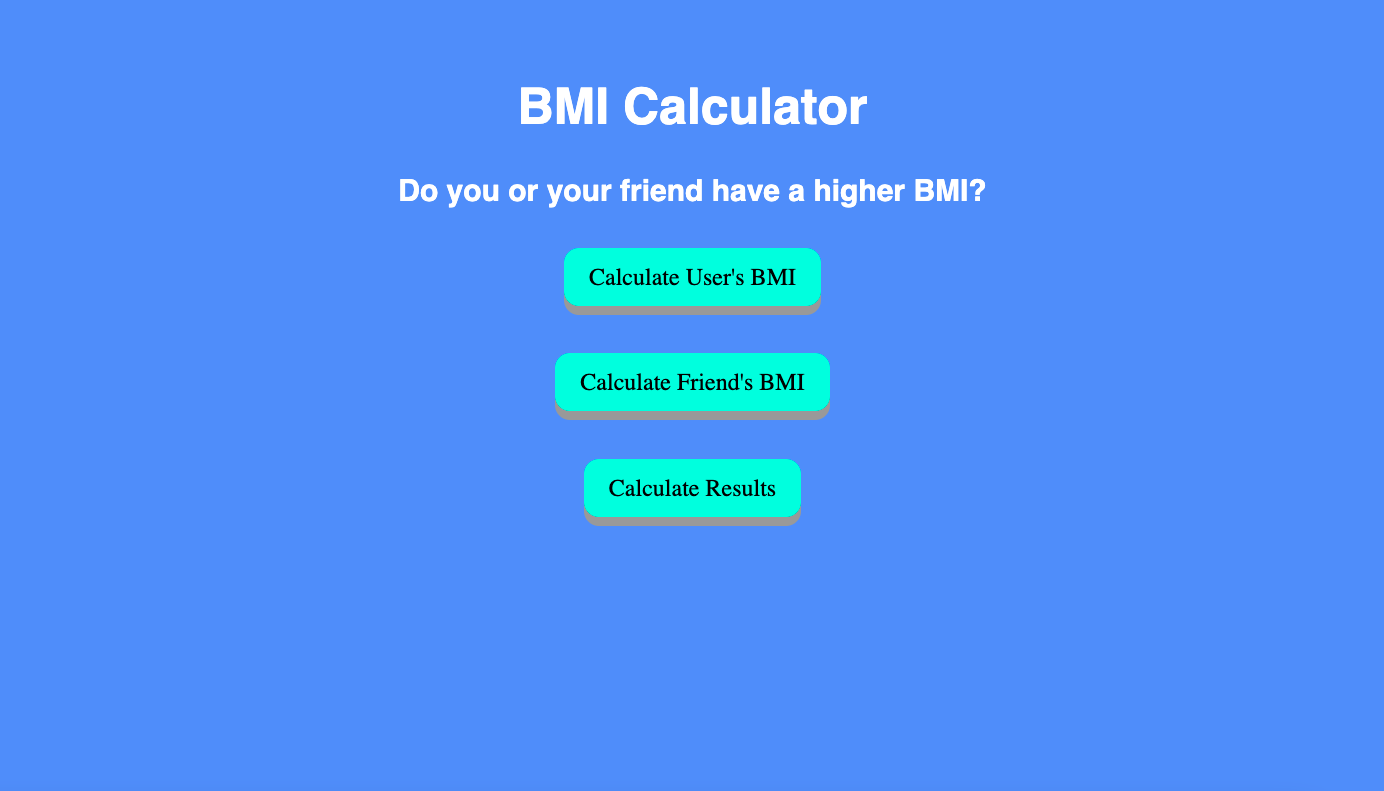 BMI Calculator
Do you or your friend have a higher BMI?
Calculate User's BMI
Calculate Friend's BMI
Calculate Results